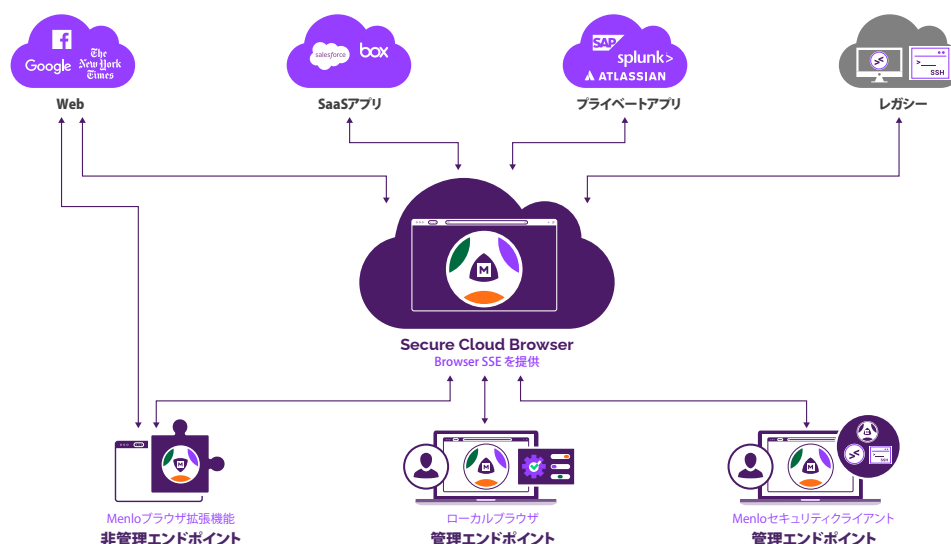 Google
The
New York
Times
Web
salesforce
box
SaaSアプリ
SAP
splunk>
ATLASSIAN
プライベートアプリ
>___
SSH
レガシー
M
Secure Cloud Browser
Browser SSE を提供
M
Menloブラウザ拡張機能
非管理エンドポイント
M
ローカルブラウザ
管理エンドポイント
M
SSH
Menloセキュリティクライアント
管理エンドポイント